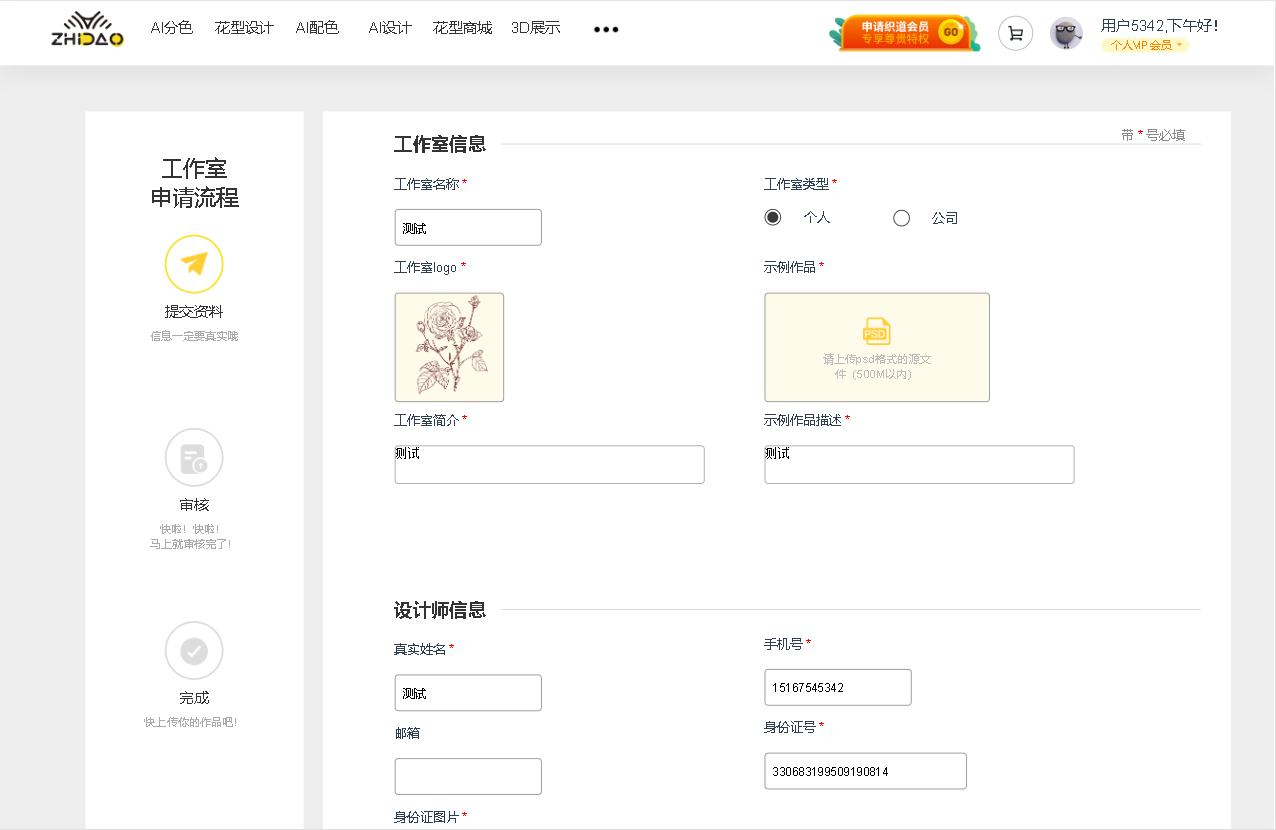 ZHIDAO
AI分色 花型设计 AI配色 AI设计 花型商城 3D展示 •••
申请织道会员
专享尊贵特权
GO
用户5342,下午好!
个人VIP会员
工作室
申请流程
提交资料
信息一定要真实哦
审核
快啦！快啦！
马上就审核完了!
完成
快上传你的作品吧!
工作室信息
带*号必填
工作室名称*
测试
工作室类型*
个人
公司
工作室logo*
示例作品*
PSD
请上传psd格式的源文
件（500M以内）
工作室简介*
测试
示例作品描述*
测试
设计师信息
真实姓名*
测试
手机号*
15167545342
邮箱
身份证号*
330683199509190814
身份证图片*